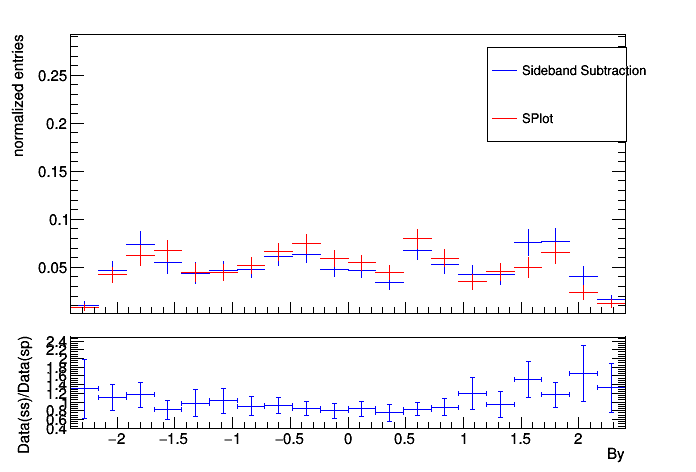 normalized entries
0.25
0.2
0.15
0.1
0.05
Sideband Subtraction
SPlot
Data(ss)/Data(sp)
2.4
2.2
2
1.8
1.6
1.4
1.2
1
0.8
0.6
0.4
−2 −1.5 −1 −0.5 0 0.5 1 1.5 2
By